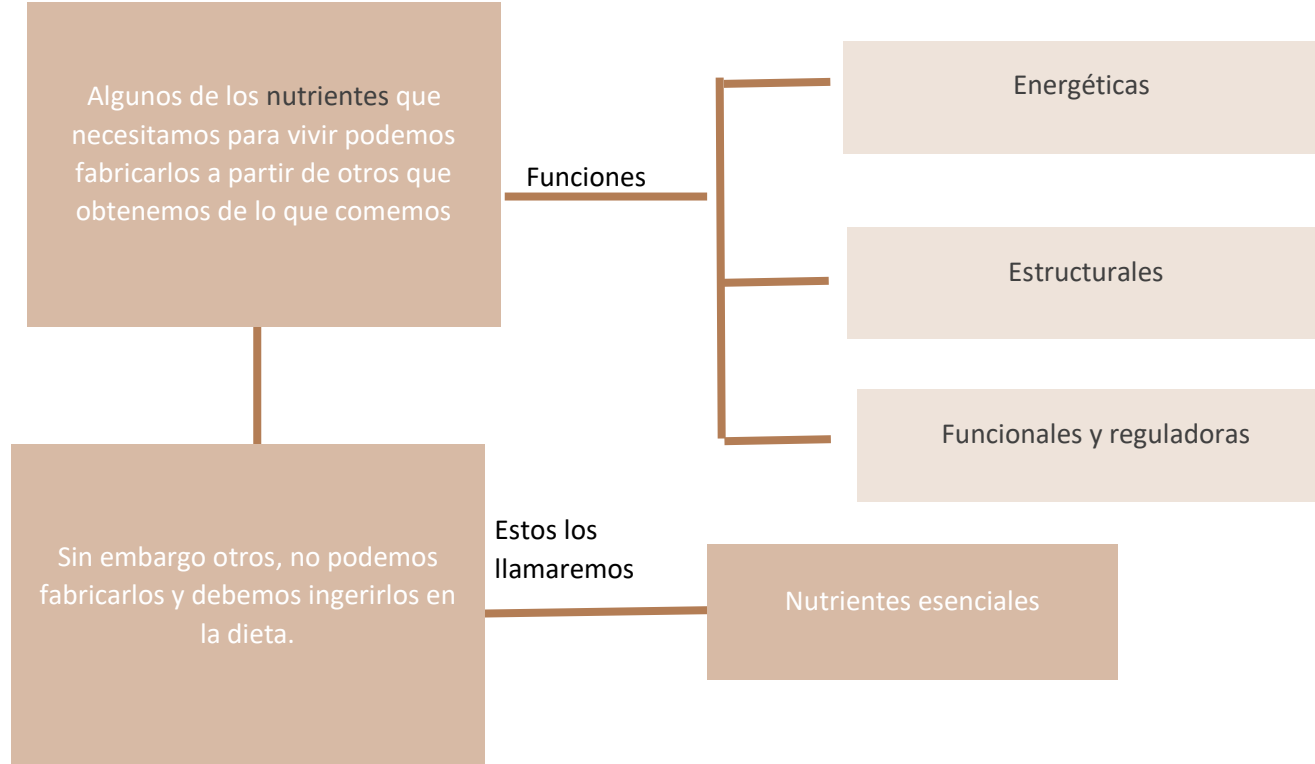 Algunos de los nutrientes que
necesitamos para vivir podemos
fabricarlos a partir de otros que
obtenemos de lo que comemos
Funciones
Energéticas
Estructurales
Funcionales y reguladoras
Sin embargo otros, no podemos
fabricarlos y debemos ingerirlos en
la dieta.
Estos los
llamaremos
Nutrientes esenciales